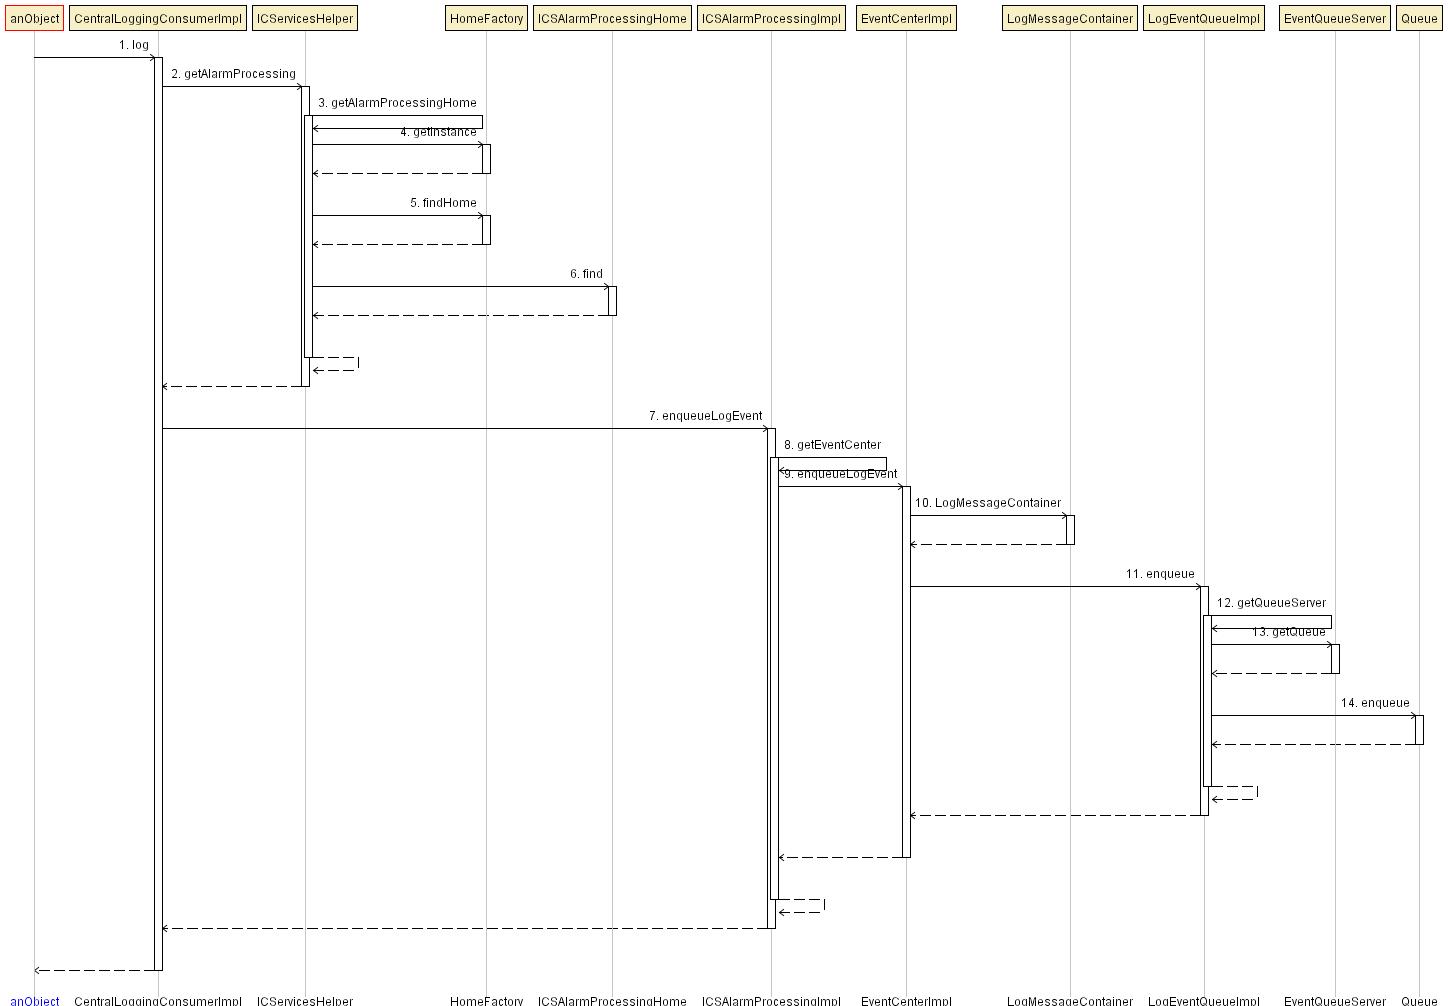 anObject CentralLoggingConsumerImpl ICServicesHelper HomeFactory ICSAlarmProcessingHome ICSAlarmProcessingImpl EventCenterImpl LogMessageContainer LogEventQueueImpl EventQueueServer Queue
1. log
2. getAlarmProcessing
3. getAlarmProcessingHome
4. getInstance
5. findHome
6. find
7. enqueueLogEvent
8. getEventCenter
9. enqueueLogEvent
10. LogMessageContainer
11. enqueue
12. getQueueServer
13. getQueue
14. enqueue
anObject CentralLoggingConsumerImpl ICServicesHelper HomeFactory ICSAlarmProcessingHome ICSAlarmProcessingImpl EventCenterImpl LogMessageContainer LogEventQueueImpl EventQueueServer Queue